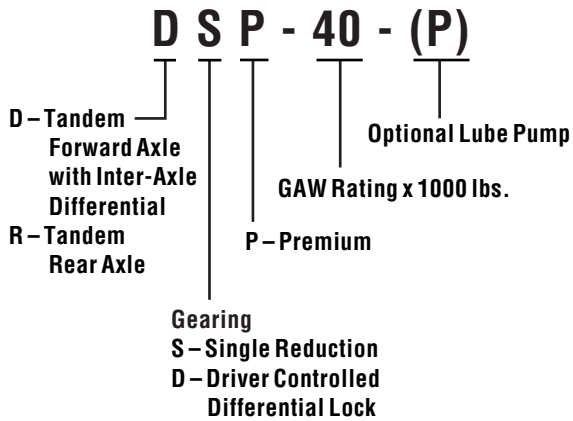 D S P - 40 - (P)
D – Tandem
Forward Axle
with Inter-Axle
Differential
R – Tandem
Rear Axle
Optional Lube Pump
GAW Rating x 1000 lbs.
P – Premium
Gearing
S – Single Reduction
D – Driver Controlled
Differential Lock